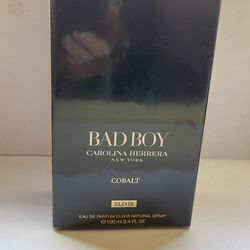 BAD BOY
CAROLINA HERRERA
NEW YORK
COBALT
ELIXIR
EAU DE PARFUM ELIXIR NATURAL SPRAY
℮100 ml 3.4 FL. OZ